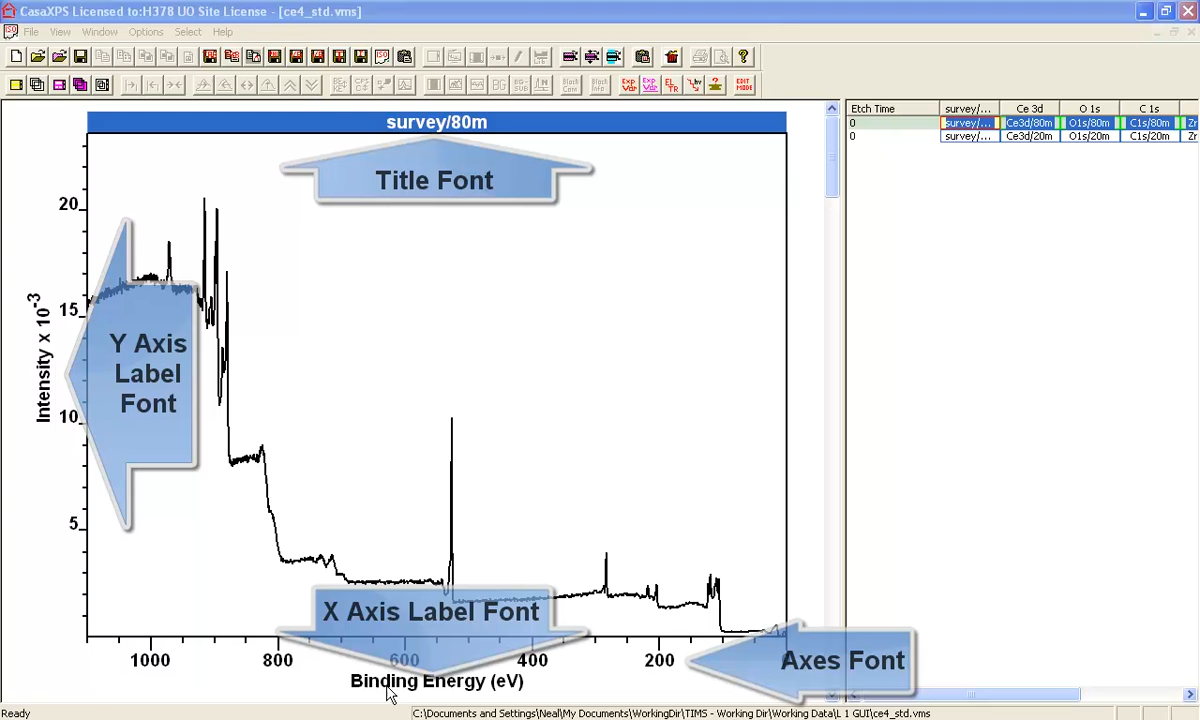 CasaXPS Licensed to:H378 UO Site License - [ce4_std.vms]
File View Window Options Select Help
survey/80m
Title Font
20
15
10
5
Intensity x 10-3
Y Axis
Label
Font
X Axis Label Font
Axes Font
1000 800 600 400 200
Binding Energy (eV)
Etch Time survey/... Ce 3d O 1s C 1s
0 survey/... Ce3d/80m O1s/80m C1s/80m Zr
0 survey/... Ce3d/20m O1s/20m C1s/20m Zr
Ready
C:\Documents and Settings\Neal\My Documents\WorkingDir\TIMS - Working Dir\Working Data\L 1 GUI\ce4_std.vms